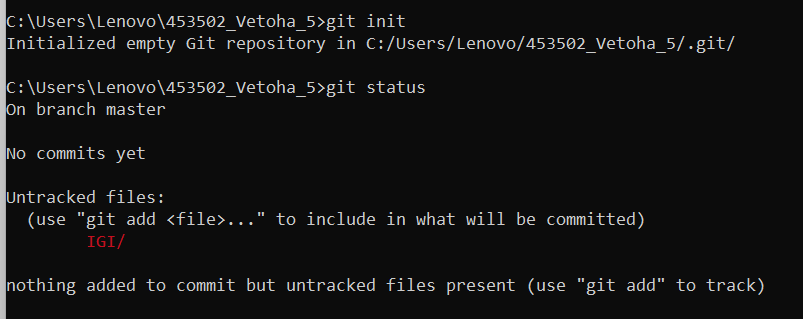 C:\Users\Lenovo\453502_Vetoha_5>git init
Initialized empty Git repository in C:/Users/Lenovo/453502_Vetoha_5/.git/
C:\Users\Lenovo\453502_Vetoha_5>git status
On branch master
No commits yet
Untracked files:
(use "git add <file>..." to include in what will be committed)
IGI/
nothing added to commit but untracked files present (use "git add" to track)